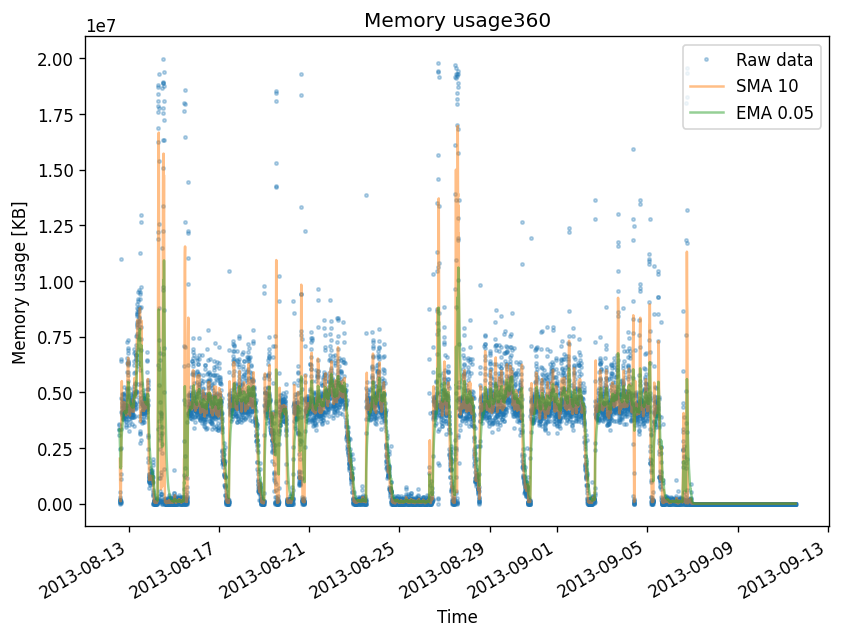 Memory usage360
1e7
2.00
1.75
1.50
1.25
1.00
0.75
0.50
0.25
0.00
Memory usage [KB]
Raw data
SMA 10
EMA 0.05
2013-08-13
2013-08-17
2013-08-21
2013-08-25
2013-08-29
2013-09-01
2013-09-05
2013-09-09
2013-09-13
Time